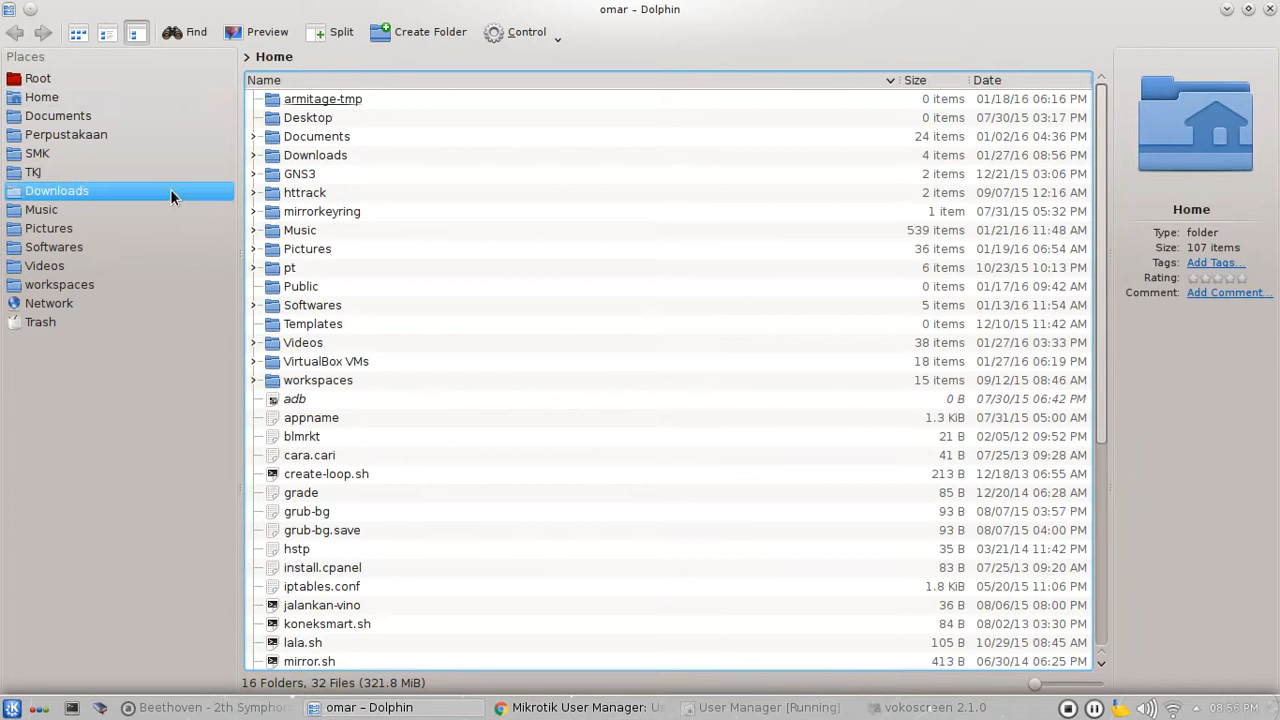 omar – Dolphin
Find
Preview
Split
Create Folder
Control
Places
Root
Home
Documents
Perpustakaan
SMK
TKJ
Downloads
Music
Pictures
Softwares
Videos
workspaces
Network
Trash
Home
Name Size Date
armitage-tmp 0 items 01/18/16 06:16 PM
Desktop 0 items 07/30/15 03:17 PM
Documents 24 items 01/02/16 04:36 PM
Downloads 4 items 01/27/16 08:56 PM
GNS3 2 items 12/21/15 03:06 PM
httrack 2 items 09/07/15 12:16 AM
mirrorkeyring 1 item 07/31/15 05:32 PM
Music 539 items 01/21/16 11:48 AM
Pictures 36 items 01/19/16 06:54 AM
pt 6 items 10/23/15 10:13 PM
Public 0 items 01/17/16 09:42 AM
Softwares 5 items 01/13/16 11:54 AM
Templates 0 items 12/10/15 11:42 AM
Videos 38 items 01/27/16 03:33 PM
VirtualBox VMs 18 items 01/27/16 06:19 PM
workspaces 15 items 09/12/15 08:46 AM
adb 0 B 07/30/15 06:42 PM
appname 1.3 KiB 07/31/15 05:00 AM
blmrkt 21 B 02/05/12 09:52 PM
cara.cari 41 B 07/25/13 09:28 AM
create-loop.sh 213 B 12/18/13 06:55 AM
grade 85 B 12/20/14 06:28 AM
grub-bg 93 B 08/07/15 03:57 PM
grub-bg.save 93 B 08/07/15 04:00 PM
hstp 35 B 03/21/14 11:42 PM
install.cpanel 83 B 07/25/13 09:20 AM
iptables.conf 1.8 KiB 05/20/15 11:06 PM
jalankan-vino 36 B 08/06/15 08:00 PM
koneksmart.sh 84 B 08/02/13 03:30 PM
lala.sh 105 B 10/29/15 08:45 AM
mirror.sh 413 B 06/30/14 06:25 PM
Home
Type: folder
Size: 107 items
Tags: Add Tags...
Rating:
Comment: Add Comment...
16 Folders, 32 Files (321.8 MiB)
Beethoven - 2th Sympho
omar – Dolphin
Mikrotik User Manager: Us
User Manager [Running]
vokoscreen 2.1.0
08:56 PM